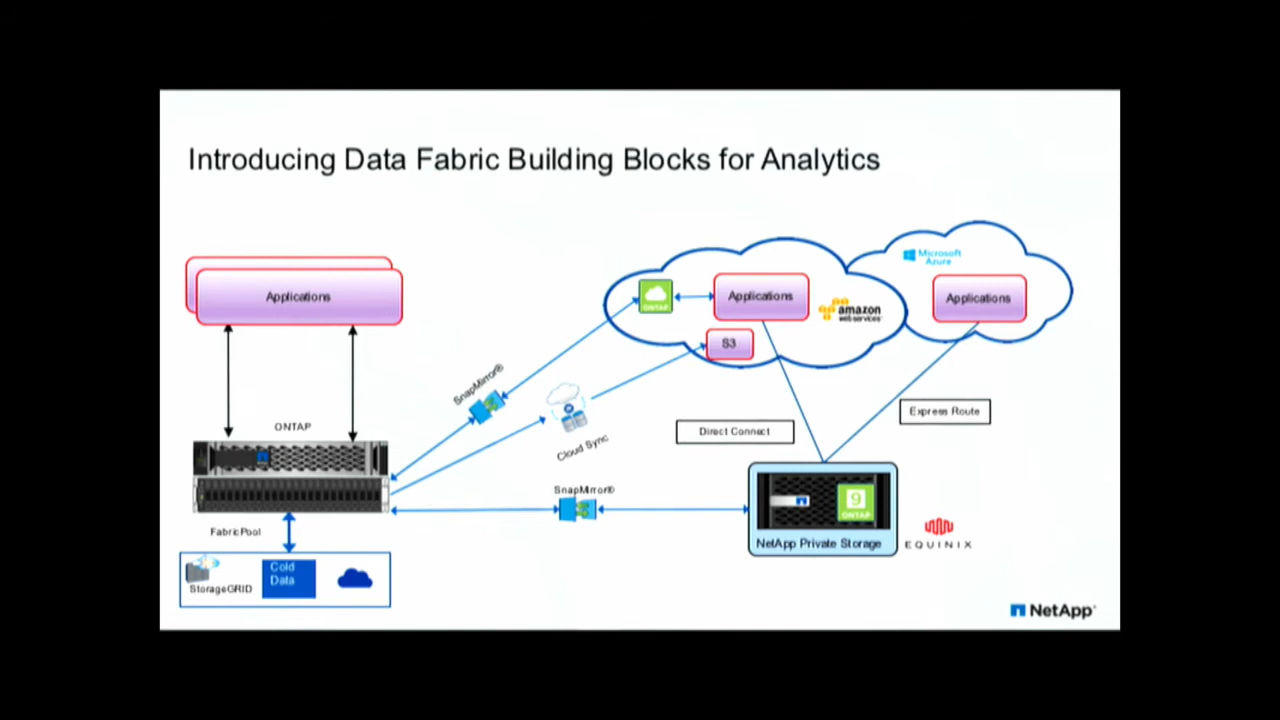 Introducing Data Fabric Building Blocks for Analytics
Applications
ONTAP
FabricPool
StorageGRID
Cold
Data
SnapMirror®
Cloud Sync
SnapMirror®
ONTAP
Applications
S3
amazon
web services
Microsoft
Azure
Applications
Direct Connect
Express Route
9
ONTAP
NetApp Private Storage
EQUINIX
NetApp